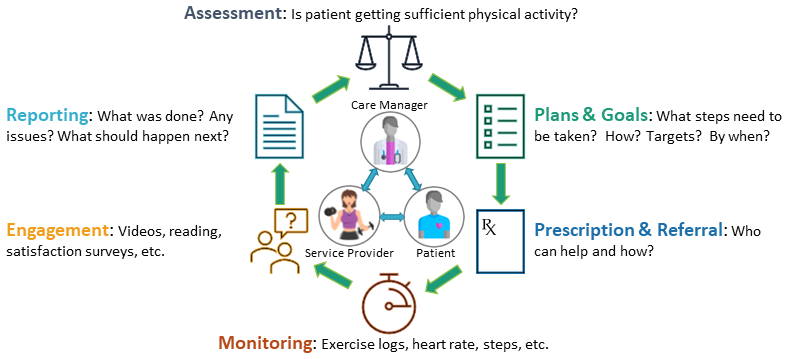 Assessment: Is patient getting sufficient physical activity?
Reporting: What was done? Any
issues? What should happen next?
Care Manager
Plans & Goals: What steps need to
be taken? How? Targets? By when?
Engagement: Videos, reading,
satisfaction surveys, etc.
?
Service Provider
Patient
Rx
Prescription & Referral: Who
can help and how?
Monitoring: Exercise logs, heart rate, steps, etc.